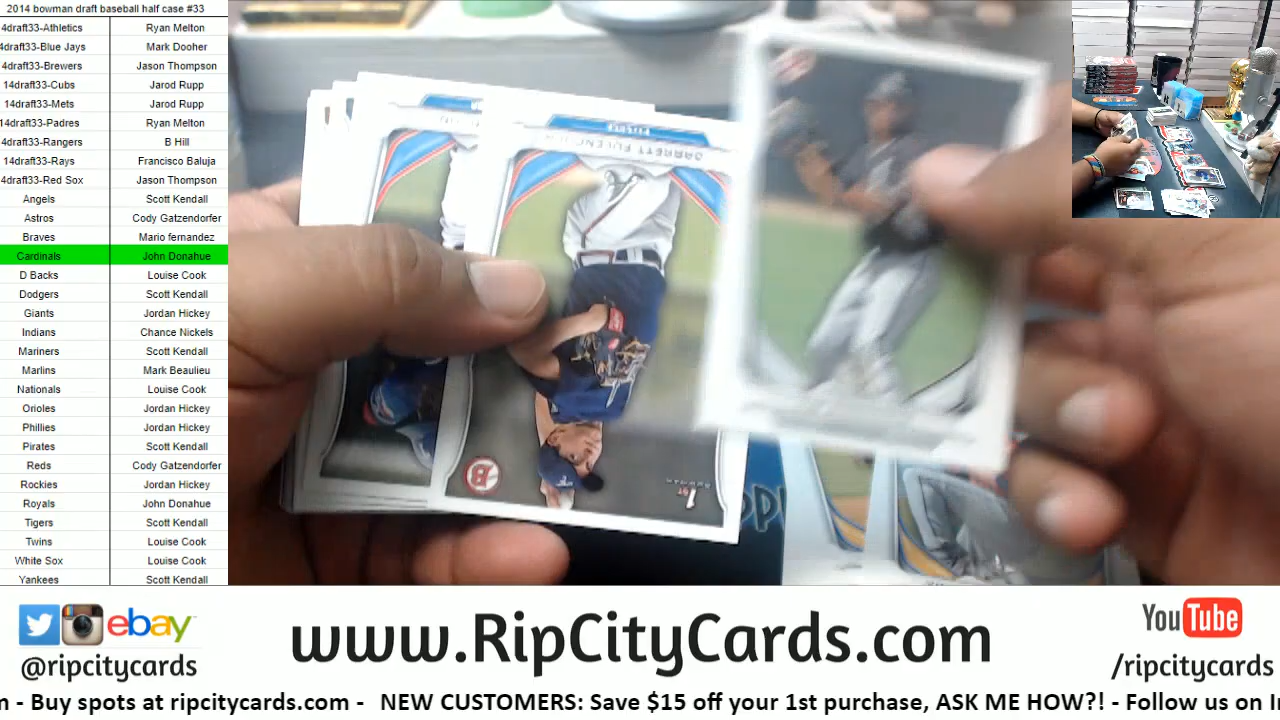 2014 bowman draft baseball half case #33
4draft33-Athletics Ryan Melton
4draft33-Blue Jays Mark Dooher
4draft33-Brewers Jason Thompson
14draft33-Cubs Jarod Rupp
14draft33-Mets Jarod Rupp
4draft33-Padres Ryan Melton
4draft33-Rangers B Hill
14draft33-Rays Francisco Baluja
4draft33-Red Sox Jason Thompson
Angels Scott Kendall
Astros Cody Gatzendorfer
Braves Mario fernandez
Cardinals John Donahue
D Backs Louise Cook
Dodgers Scott Kendall
Giants Jordan Hickey
Indians Chance Nickels
Mariners Scott Kendall
Marlins Mark Beaulieu
Nationals Louise Cook
Orioles Jordan Hickey
Phillies Jordan Hickey
Pirates Scott Kendall
Reds Cody Gatzendorfer
Rockies Jordan Hickey
Royals John Donahue
Tigers Scott Kendall
Twins Louise Cook
White Sox Louise Cook
Yankees Scott Kendall
B
1st
ebay
@ripcitycards
www.RipCityCards.com
YouTube
/ripcitycards
n - Buy spots at ripcitycards.com - NEW CUSTOMERS: Save $15 off your 1st purchase, ASK ME HOW?! - Follow us on I